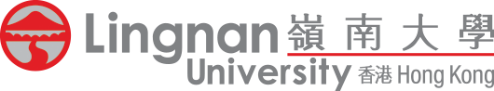 Lingnan 嶺南大學
University 香港 Hong Kong